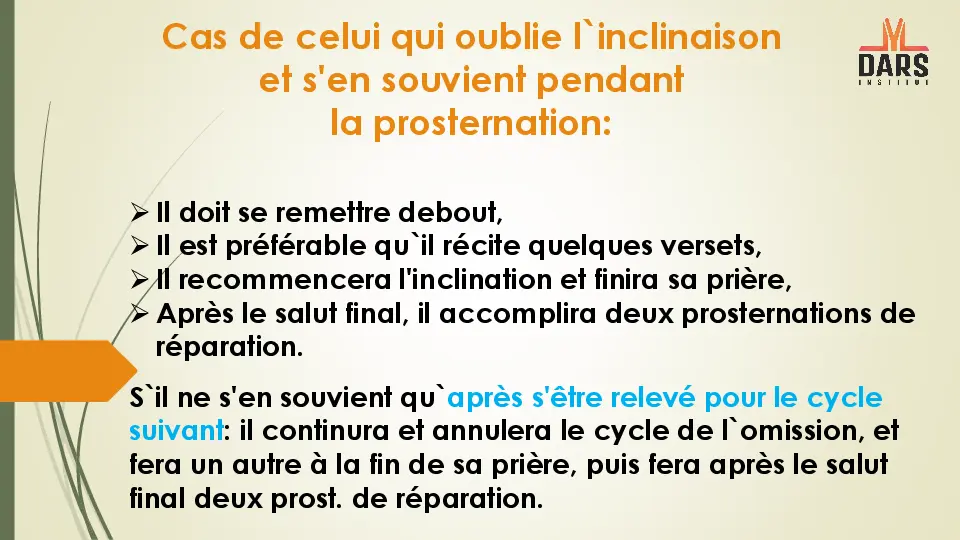 Cas de celui qui oublie l`inclinaison
et s'en souvient pendant
la prosternation:
DARS
INSTITUT
➢ Il doit se remettre debout,
➢ Il est préférable qu`il récite quelques versets,
➢ Il recommencera l'inclination et finira sa prière,
➢ Après le salut final, il accomplira deux prosternations de
réparation.
S`il ne s'en souvient qu`après s'être relevé pour le cycle
suivant: il continura et annulera le cycle de l`omission, et
fera un autre à la fin de sa prière, puis fera après le salut
final deux prost. de réparation.